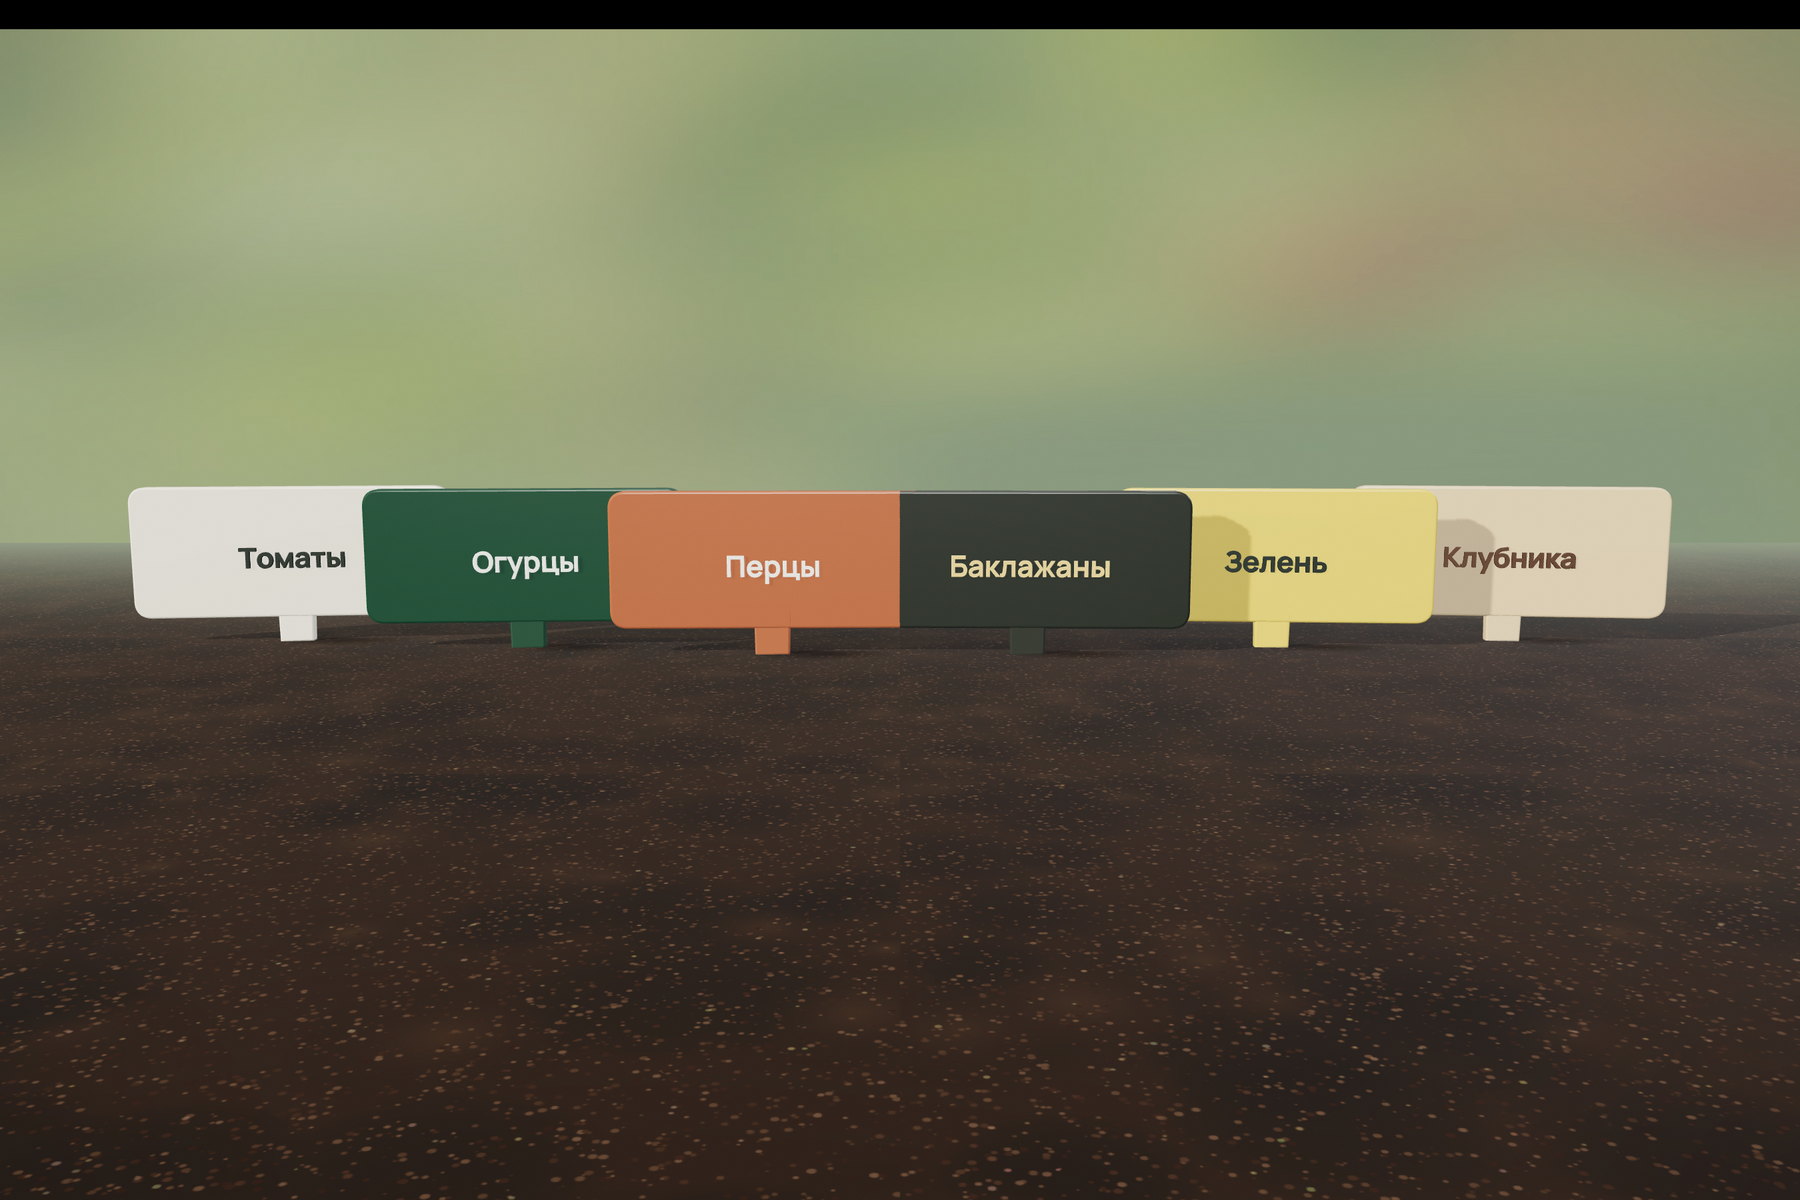 Томаты
Огурцы
Перцы
Баклажаны
Зелень
Клубника